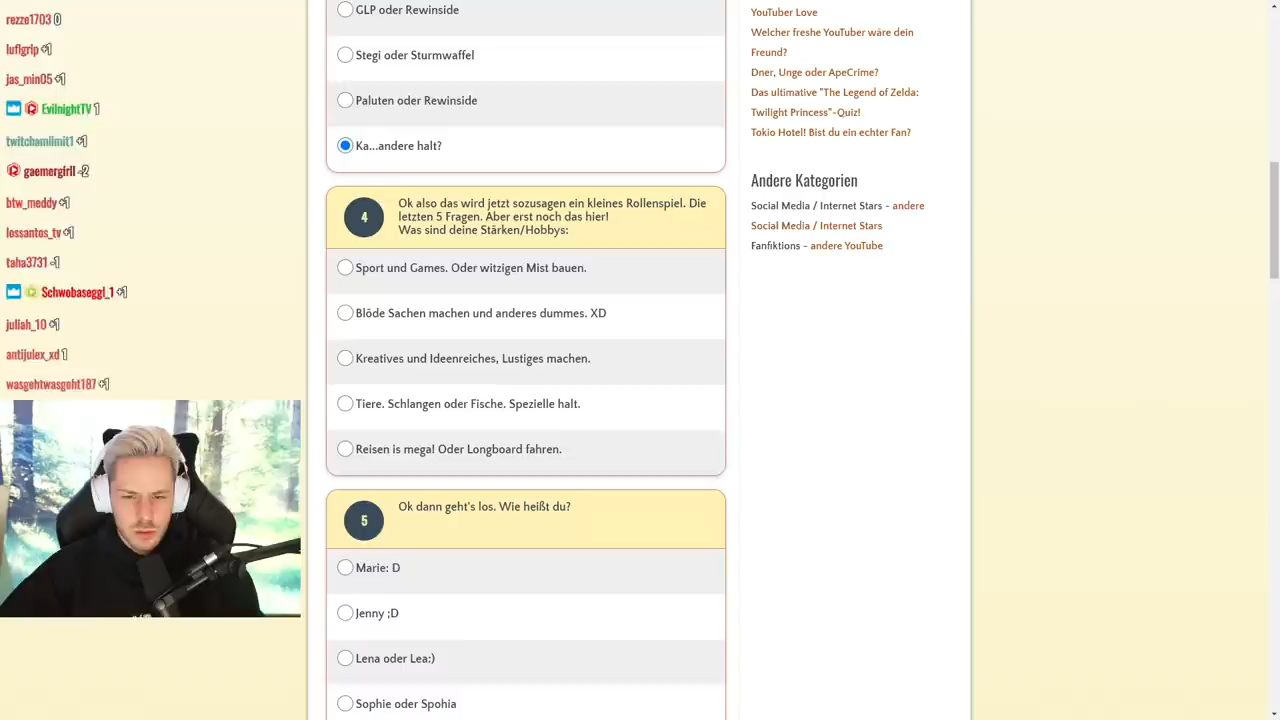 rezze1703
luflgrip
jas_min05
EvilnightTV 1
twitchamlimit1
gaemergirll
btw_meddy
lossantos_tv
taha3731
Schwobaseggl_1
juliah_10
antijulex_xd 1
wasgehtwasgeht187
GLP oder Rewinside
Stegi oder Sturmwaffel
Paluten oder Rewinside
Ka...andere halt?
4
Ok also das wird jetzt sozusagen ein kleines Rollenspiel. Die
letzten 5 Fragen. Aber erst noch das hier!
Was sind deine Stärken/Hobbys:
Sport und Games. Oder witzigen Mist bauen.
Blöde Sachen machen und anderes dummes. XD
Kreatives und Ideenreiches, Lustiges machen.
Tiere. Schlangen oder Fische. Spezielle halt.
Reisen is mega! Oder Longboard fahren.
5
Ok dann geht's los. Wie heißt du?
Marie: D
Jenny ;D
Lena oder Lea:)
Sophie oder Spohia
YouTuber Love
Welcher freshe YouTuber wäre dein
Freund?
Dner, Unge oder ApeCrime?
Das ultimative "The Legend of Zelda:
Twilight Princess"-Quiz!
Tokio Hotel! Bist du ein echter Fan?
Andere Kategorien
Social Media / Internet Stars - andere
Social Media / Internet Stars
Fanfiktions - andere YouTube